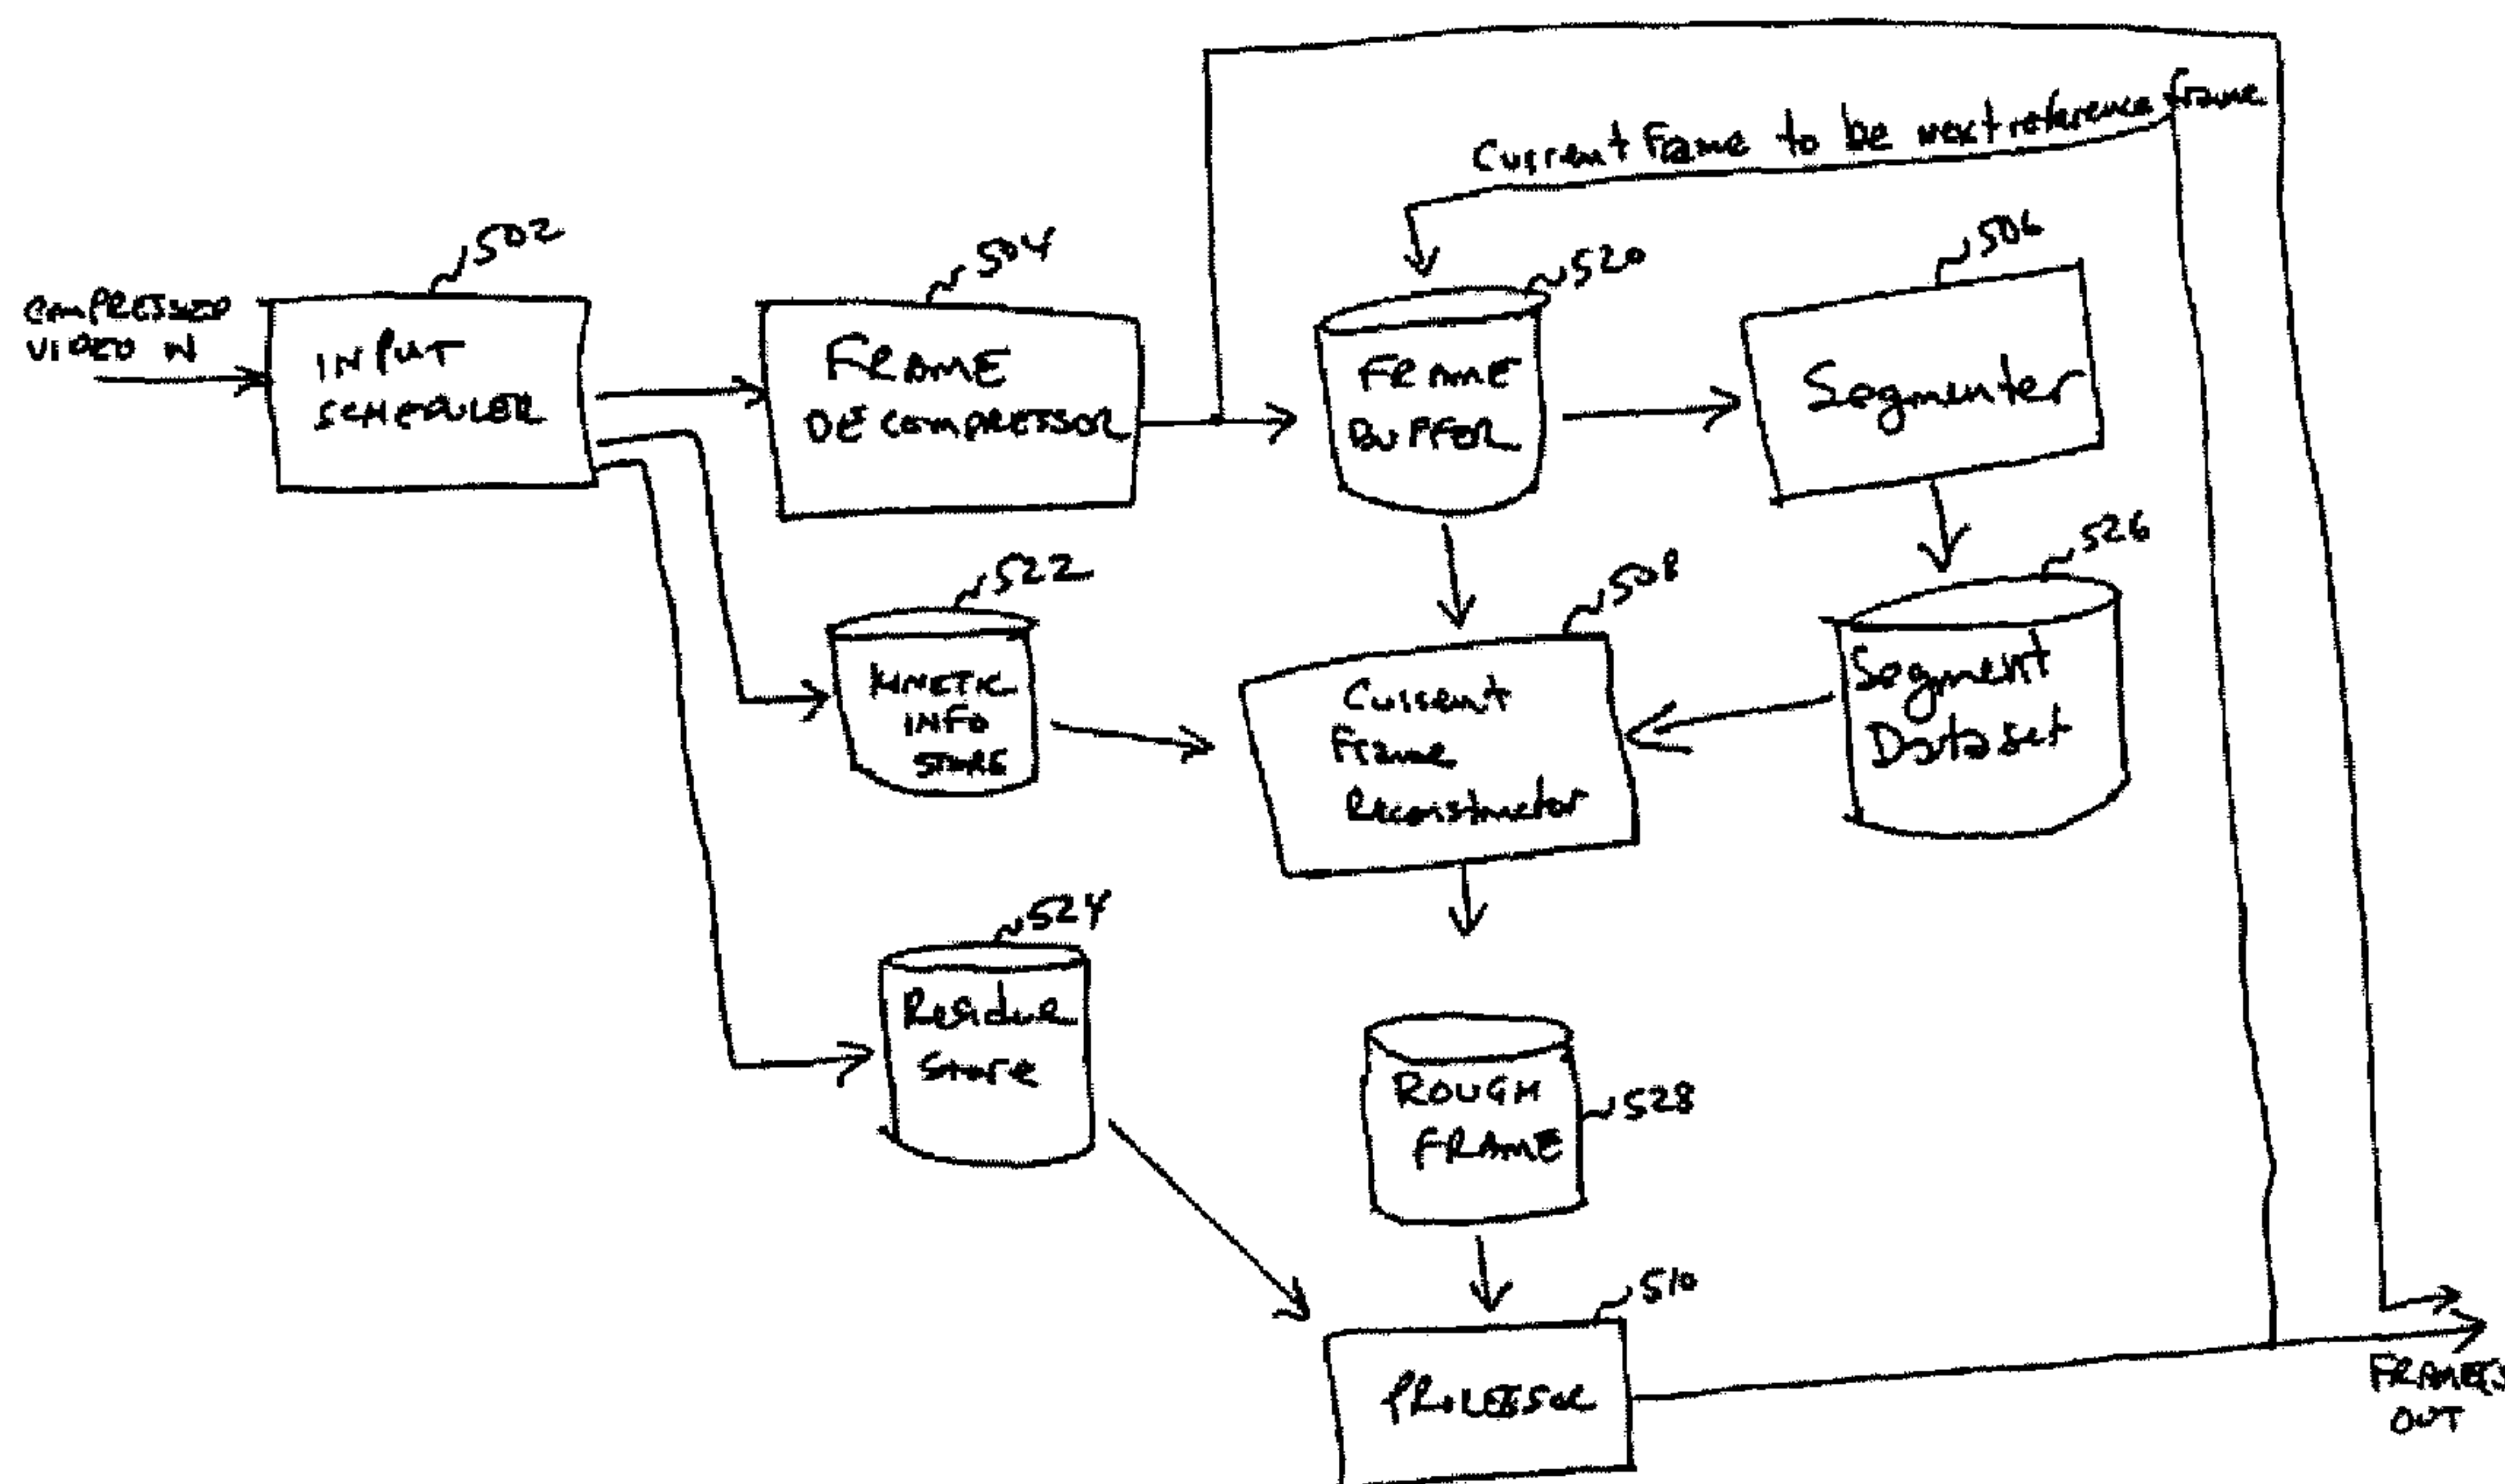 Current frame to be next reference frame
502
504
520
506
COMPRESSED
VIDEO IN
INPUT
SCHEDULER
FRAME
DECOMPRESSOR
FRAME
BUFFER
Segmenter
522
508
526
KINETIC
INFO
STORE
Current
Frame
Reconstructor
Segment
Dataset
524
Residue
Store
ROUGH
FRAME
528
510
PROCESSOR
FRAMES
OUT